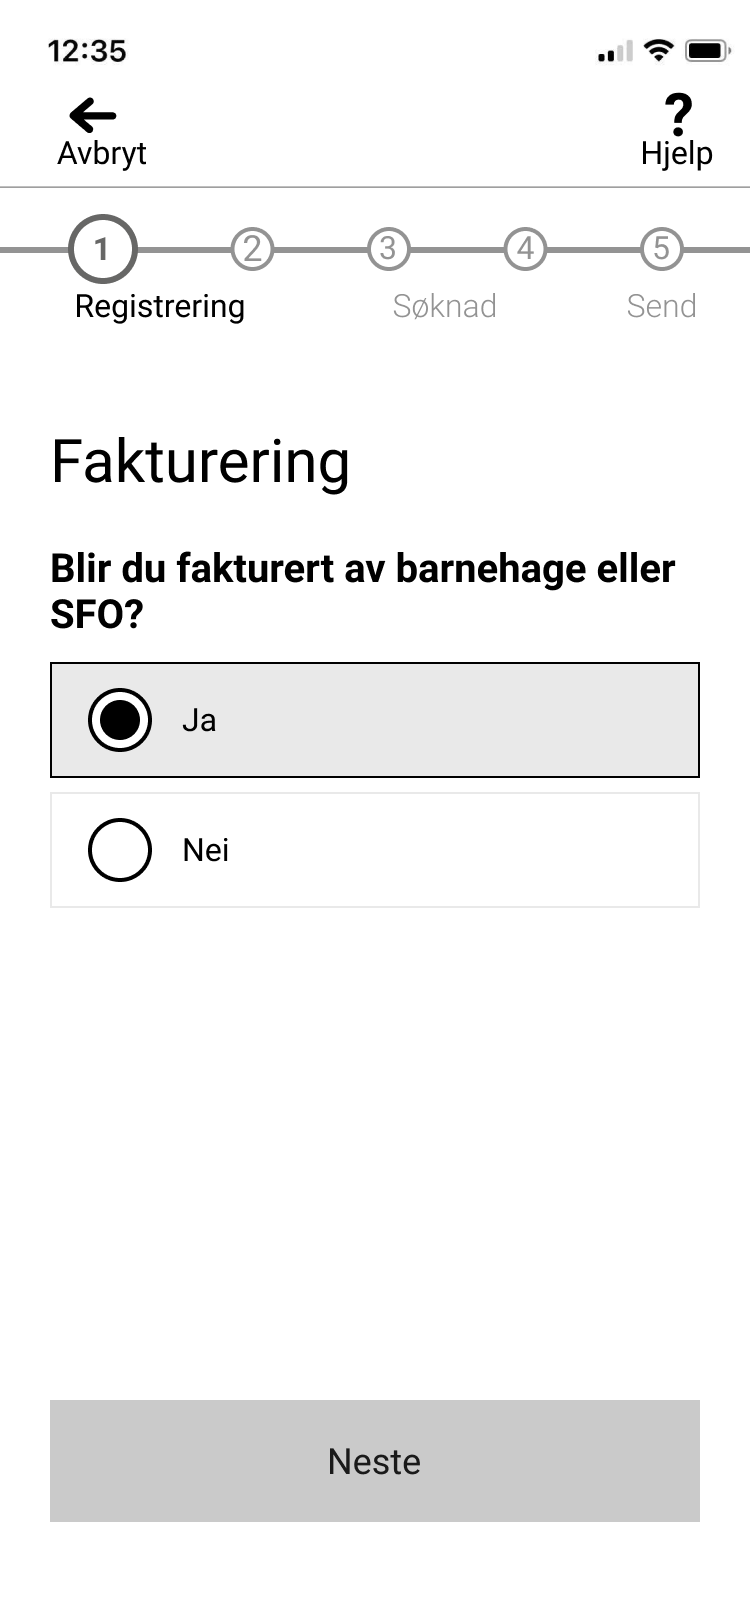 12:35
Avbryt
?
Hjelp
1
2
3
4
5
Registrering
Søknad
Send
Fakturering
Blir du fakturert av barnehage eller
SFO?
Ja
Nei
Neste